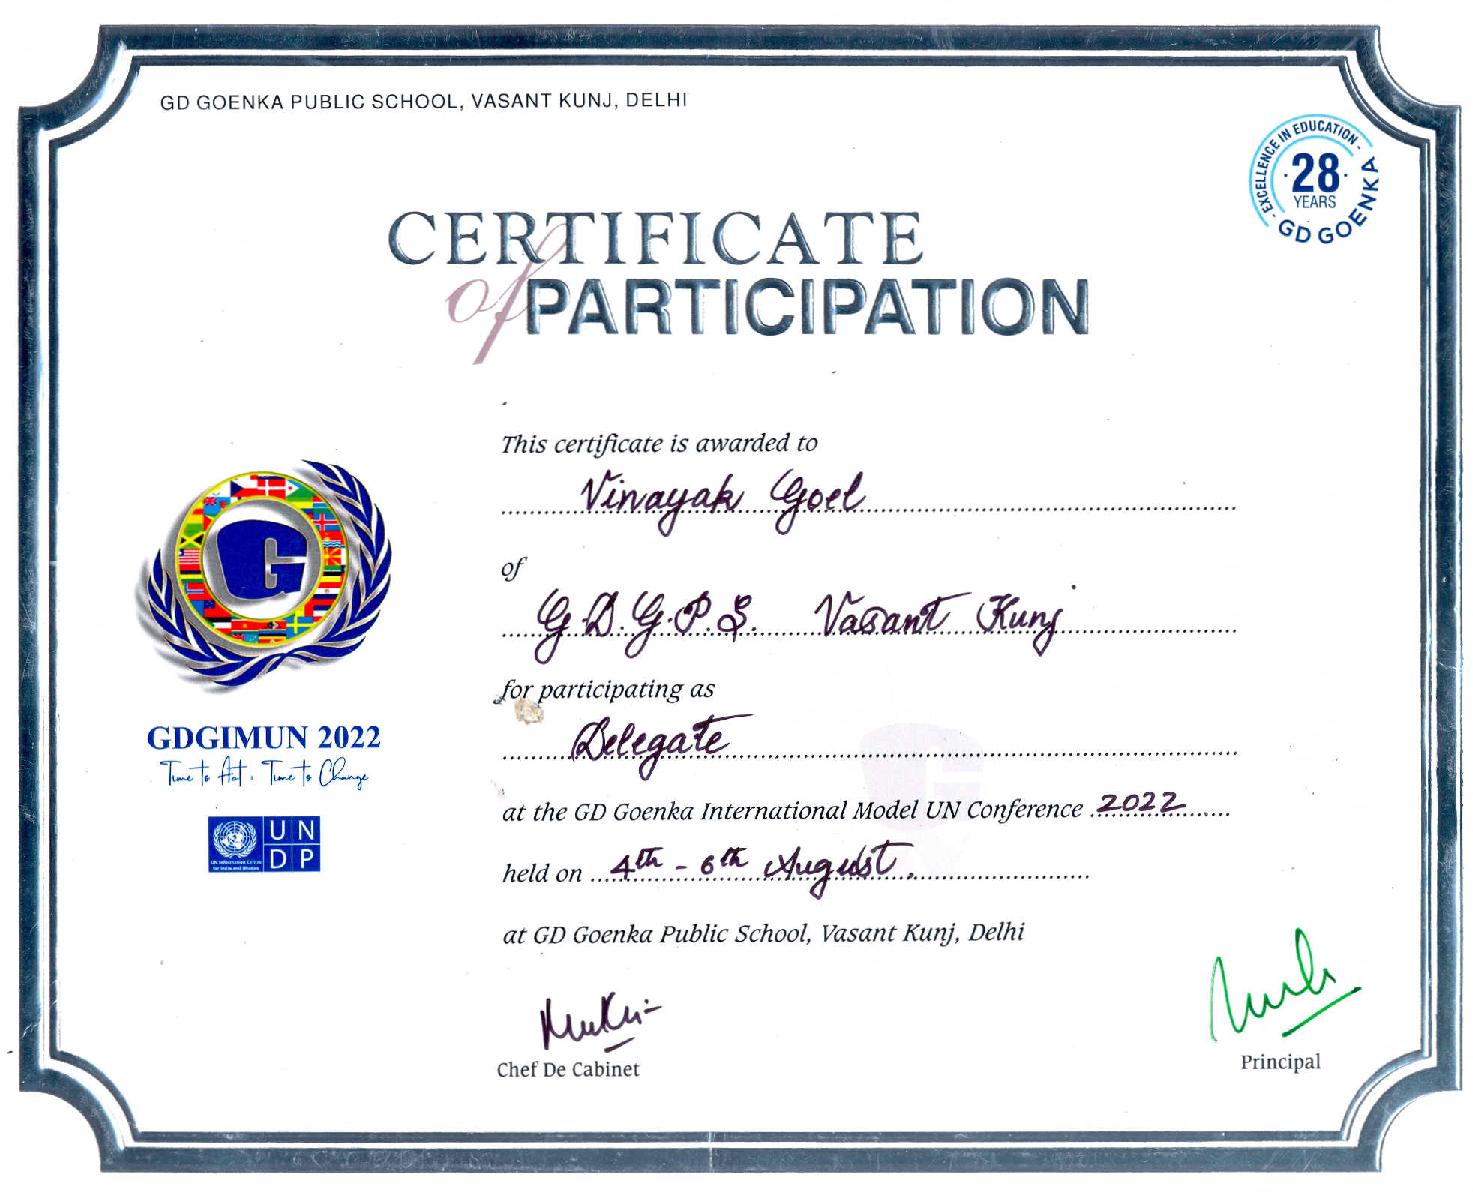 GD GOENKA PUBLIC SCHOOL, VASANT KUNJ, DELHI
EXCELLENCE IN EDUCATION
28
YEARS
GD GOENKA
CERTIFICATE
of PARTICIPATION
This certificate is awarded to
Vinayak Goel
of
G.D.G.P.S. Vasant Kunj
for participating as
Delegate
at the GD Goenka International Model UN Conference 2022
held on 4th - 6th August.
at GD Goenka Public School, Vasant Kunj, Delhi
G
GDGIMUN 2022
Time to Act. Time to Change
UN
DP
Chef De Cabinet
Principal